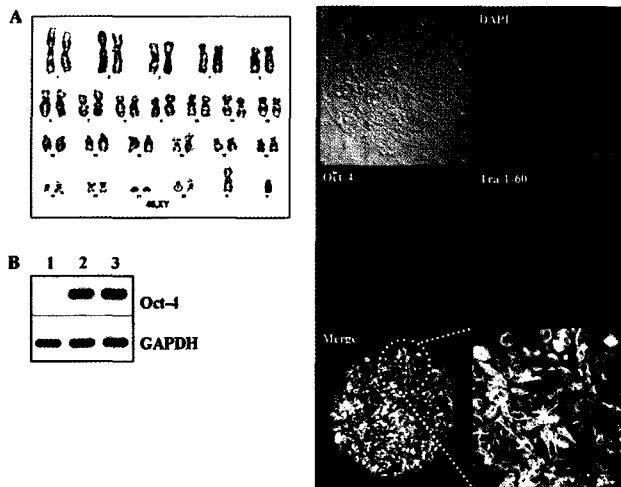 A
46,XY
B 1 2 3
Oct-4
GAPDH
DAPI
Oct 4
Tra 1-60
Merge